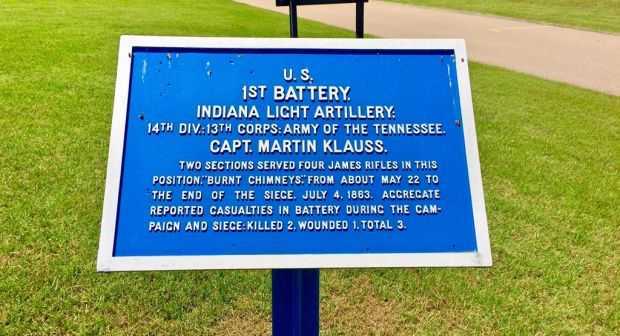 U.S.
1ST BATTERY,
INDIANA LIGHT ARTILLERY;
14TH DIV.: 13TH CORPS: ARMY OF THE TENNESSEE.
CAPT. MARTIN KLAUSS.
TWO SECTIONS SERVED FOUR JAMES RIFLES IN THIS
POSITION, "BURNT CHIMNEYS," FROM ABOUT MAY 22 TO
THE END OF THE SIEGE, JULY 4, 1863. AGGREGATE
REPORTED CASUALTIES IN BATTERY DURING THE CAM-
PAIGN AND SIEGE: KILLED 2, WOUNDED 1, TOTAL 3.